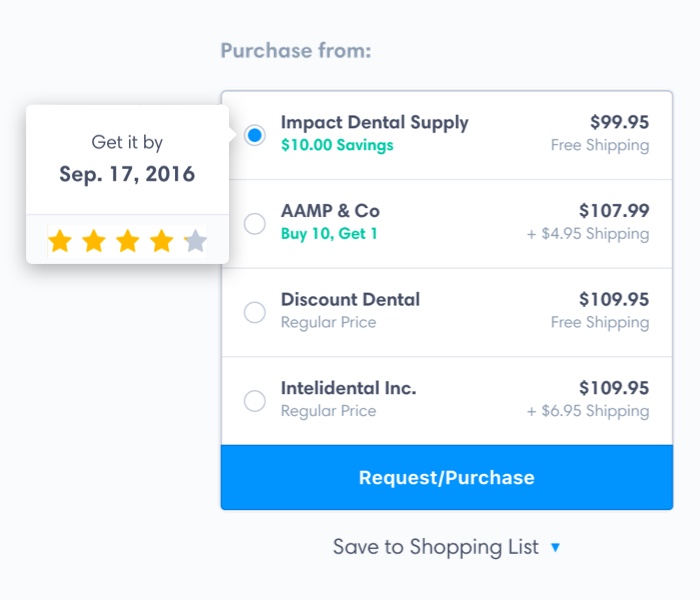 Purchase from:
Get it by
Sep. 17, 2016
Impact Dental Supply $99.95
$10.00 Savings Free Shipping
AAMP & Co $107.99
Buy 10, Get 1 + $4.95 Shipping
Discount Dental $109.95
Regular Price Free Shipping
Intelidental Inc. $109.95
Regular Price + $6.95 Shipping
Request/Purchase
Save to Shopping List